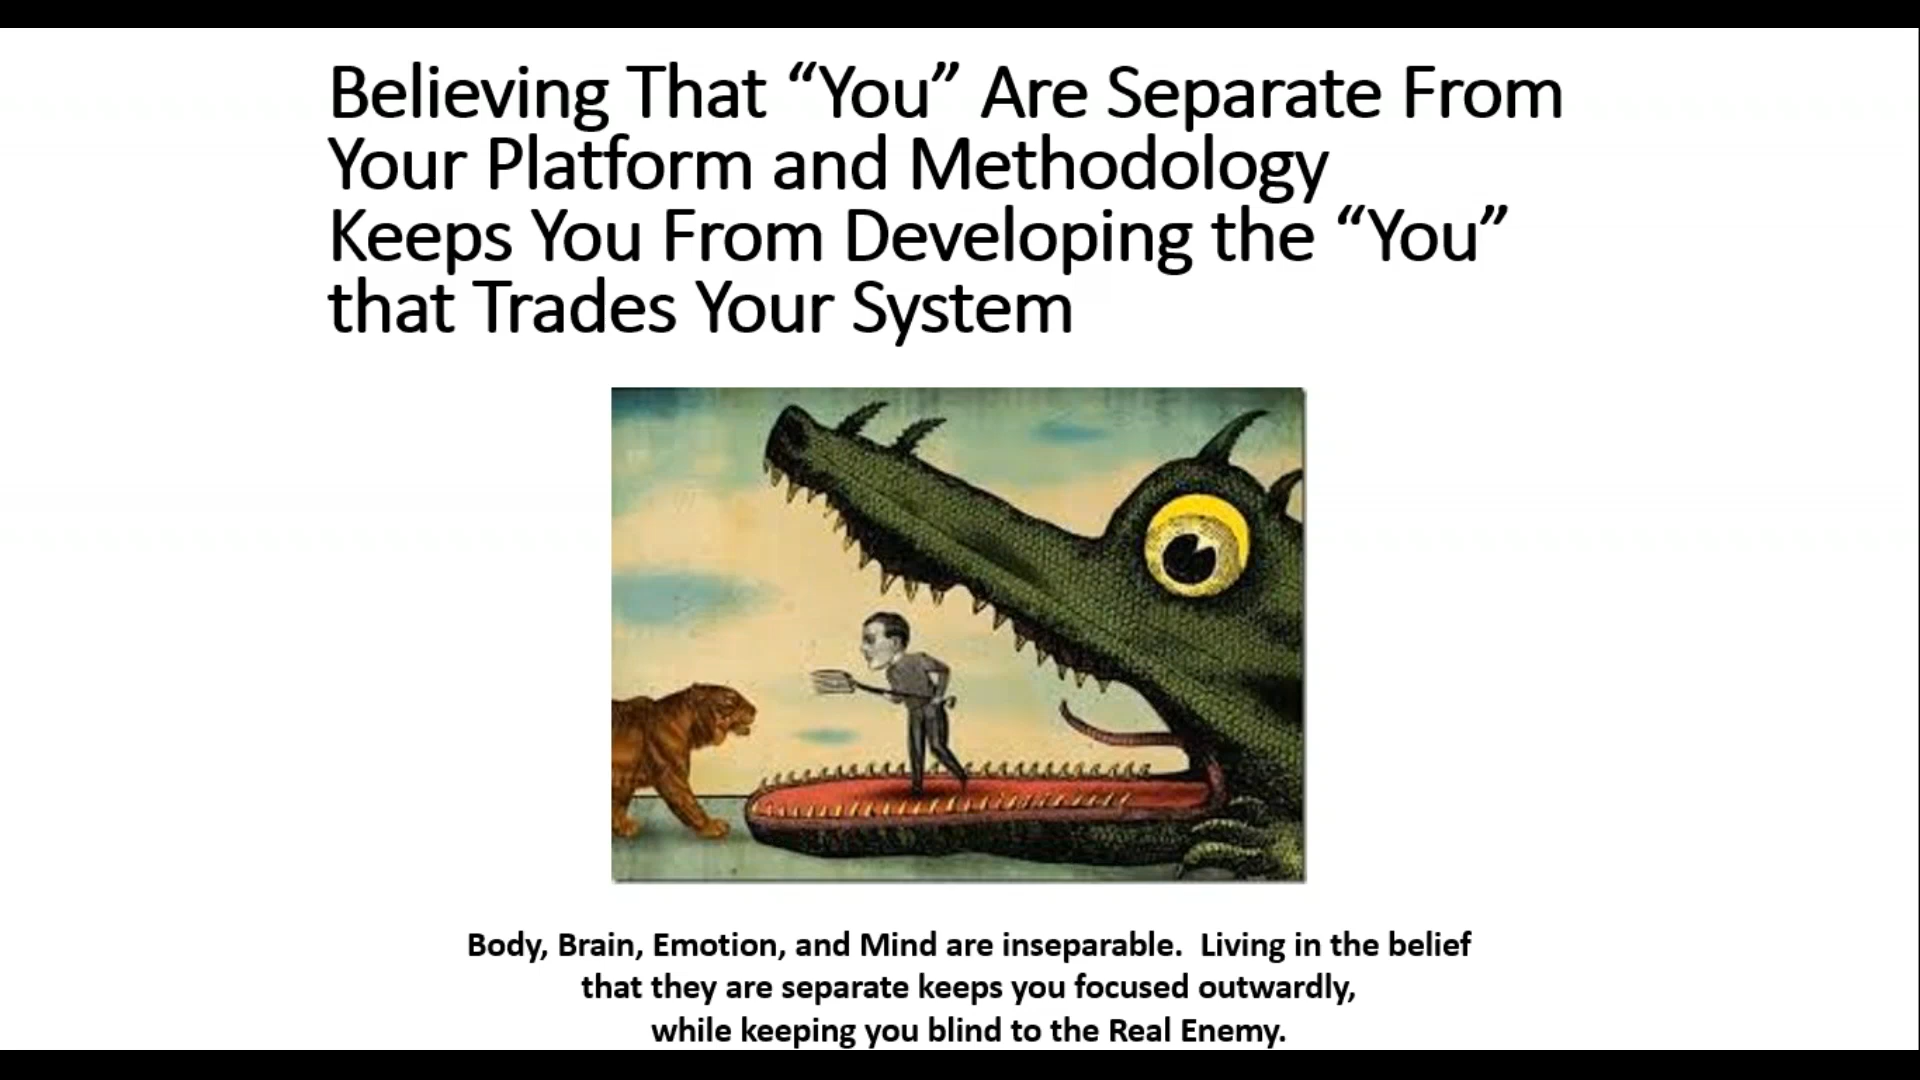 Believing That “You” Are Separate From
Your Platform and Methodology
Keeps You From Developing the “You”
that Trades Your System
Body, Brain, Emotion, and Mind are inseparable.  Living in the belief
that they are separate keeps you focused outwardly,
while keeping you blind to the Real Enemy.